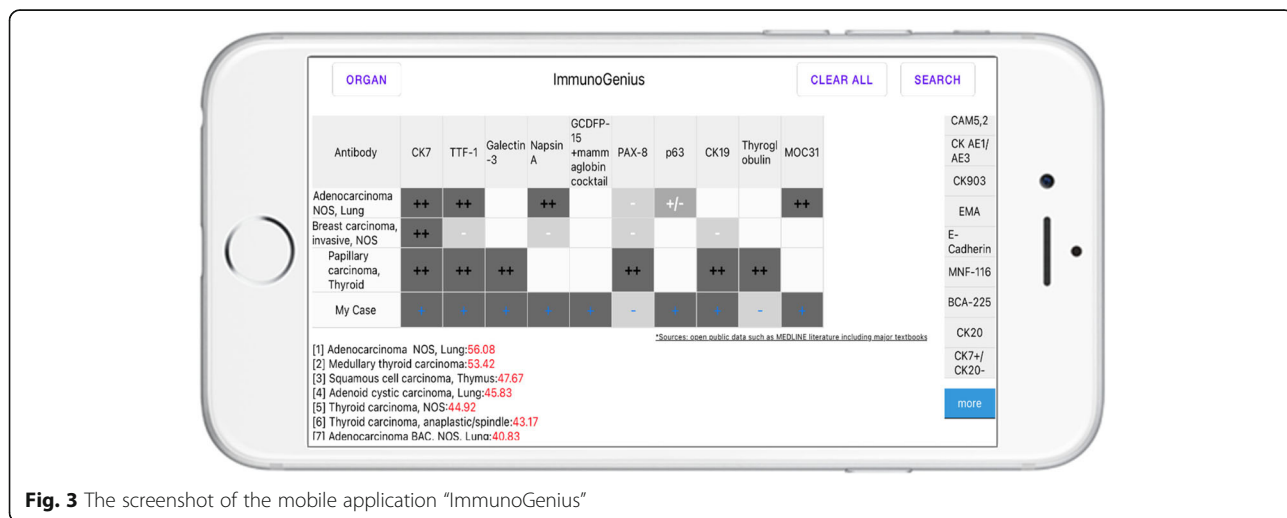 ORGAN ImmunoGenius CLEAR ALL SEARCH
Antibody CK7 TTF-1 Galectin-3 Napsin A GCDFP-15 +mammaglobin cocktail PAX-8 p63 CK19 Thyroglobulin MOC31
Adenocarcinoma NOS, Lung ++ ++ ++ - +/- ++
Breast carcinoma, invasive, NOS ++ - - - -
Papillary carcinoma, Thyroid ++ ++ ++ ++ ++ ++
My Case + + + + + - + + - +
*Sources: open public data such as MEDLINE literature including major textbooks
[1] Adenocarcinoma NOS, Lung:56.08
[2] Medullary thyroid carcinoma:53.42
[3] Squamous cell carcinoma, Thymus:47.67
[4] Adenoid cystic carcinoma, Lung:45.83
[5] Thyroid carcinoma, NOS:44.92
[6] Thyroid carcinoma, anaplastic/spindle:43.17
[7] Adenocarcinoma BAC, NOS, Lung:40.83
CAM5,2
CK AE1/
AE3
CK903
EMA
E-
Cadherin
MNF-116
BCA-225
CK20
CK7+/
CK20-
more
Fig. 3 The screenshot of the mobile application “ImmunoGenius”